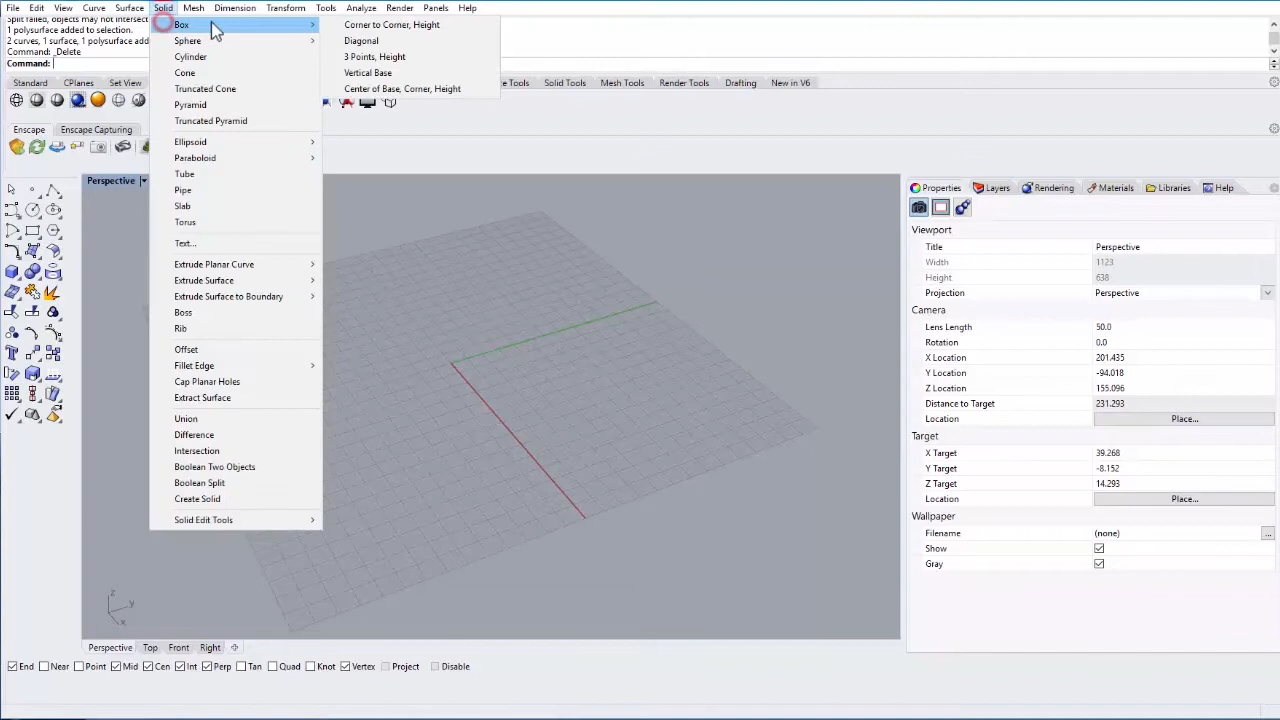 File Edit View Curve Surface Solid Mesh Dimension Transform Tools Analyze Render Panels Help
Split failed, objects may not intersect
1 polysurface added to selection.
2 curves, 1 surface, 1 polysurface added
Command: _Delete
Command:
Standard CPlanes Set View
e Tools Solid Tools Mesh Tools Render Tools Drafting New in V6
Enscape Enscape Capturing
Box
Sphere
Cylinder
Cone
Truncated Cone
Pyramid
Truncated Pyramid
Ellipsoid
Paraboloid
Tube
Pipe
Slab
Torus
Text...
Extrude Planar Curve
Extrude Surface
Extrude Surface to Boundary
Boss
Rib
Offset
Fillet Edge
Cap Planar Holes
Extract Surface
Union
Difference
Intersection
Boolean Two Objects
Boolean Split
Create Solid
Solid Edit Tools
Corner to Corner, Height
Diagonal
3 Points, Height
Vertical Base
Center of Base, Corner, Height
Perspective
z
y
x
Properties Layers Rendering Materials Libraries Help
Viewport
Title Perspective
Width 1123
Height 638
Projection Perspective
Camera
Lens Length 50.0
Rotation 0.0
X Location 201.435
Y Location -94.018
Z Location 155.096
Distance to Target 231.293
Location Place...
Target
X Target 39.268
Y Target -8.152
Z Target 14.293
Location Place...
Wallpaper
Filename (none) ...
Show
Gray
Perspective Top Front Right
End Near Point Mid Cen Int Perp Tan Quad Knot Vertex Project Disable